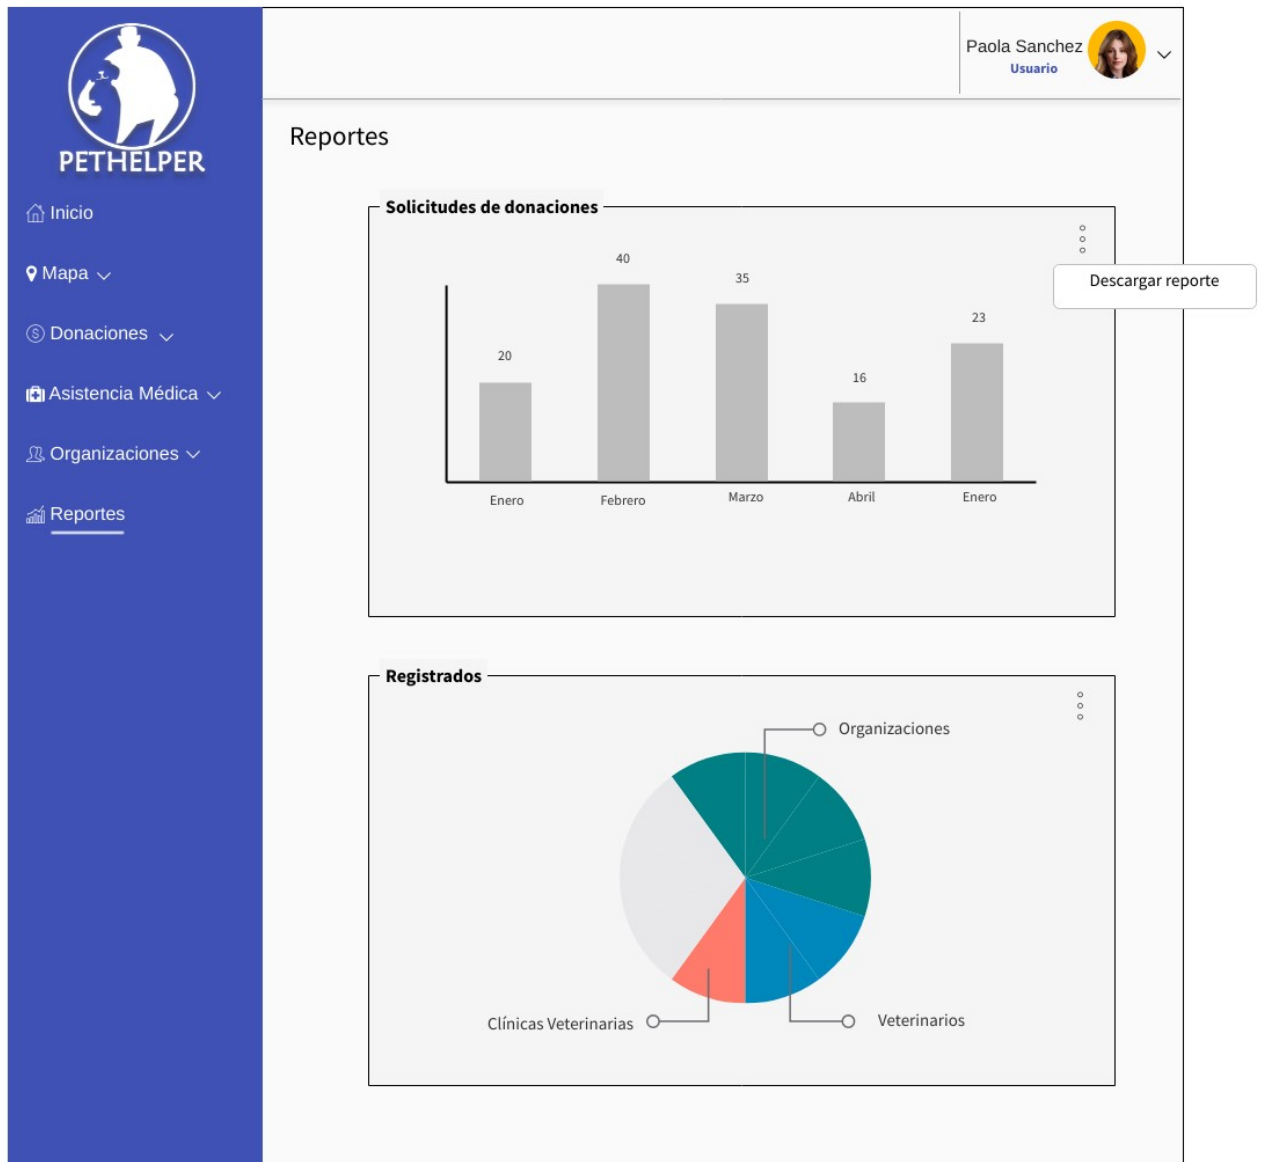 PETHELPER
Inicio
Mapa
Donaciones
Asistencia Médica
Organizaciones
Reportes
Paola Sanchez
Usuario
Reportes
Solicitudes de donaciones
Descargar reporte
20
40
35
16
23
Enero
Febrero
Marzo
Abril
Enero
Registrados
Organizaciones
Clínicas Veterinarias
Veterinarios